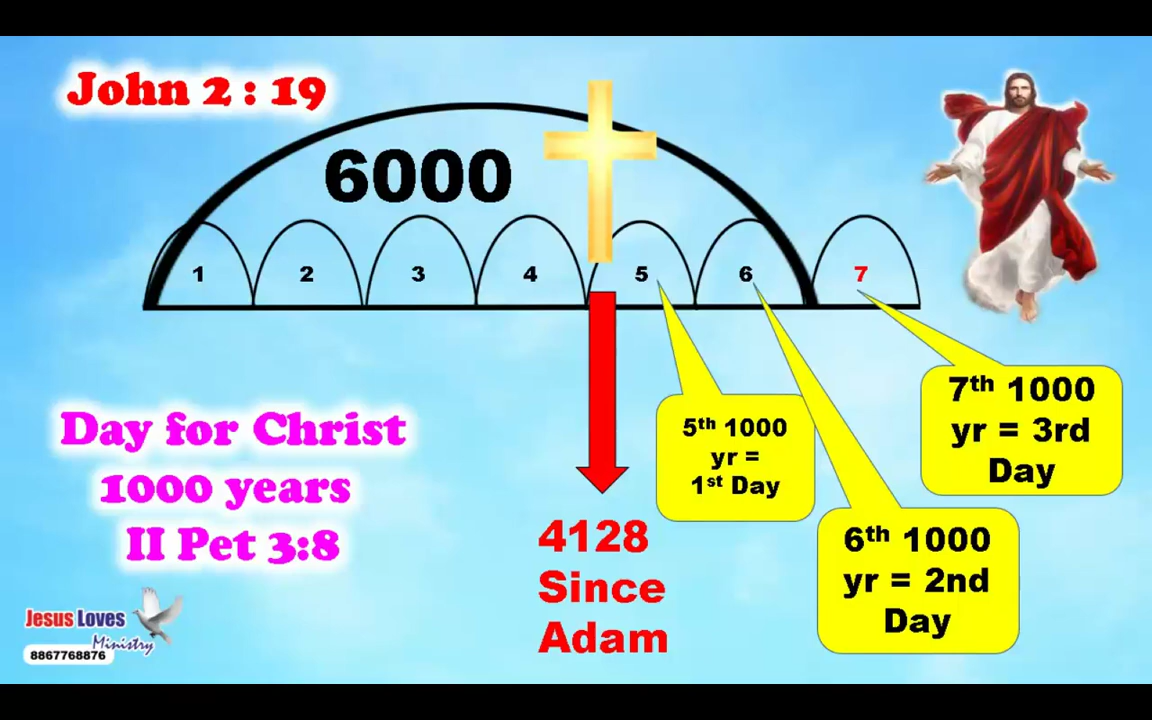 John 2 : 19
6000
1 2 3 4 5 6 7
Day for Christ
1000 years
II Pet 3:8
4128
Since
Adam
5th 1000
yr =
1st Day
6th 1000
yr = 2nd
Day
7th 1000
yr = 3rd
Day
Jesus Loves
Ministry
8867768876